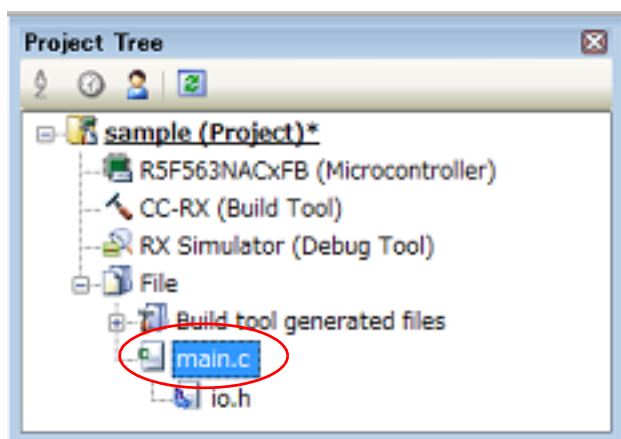 Project Tree
sample (Project)*
R5F563NACxFB (Microcontroller)
CC-RX (Build Tool)
RX Simulator (Debug Tool)
File
Build tool generated files
main.c
io.h